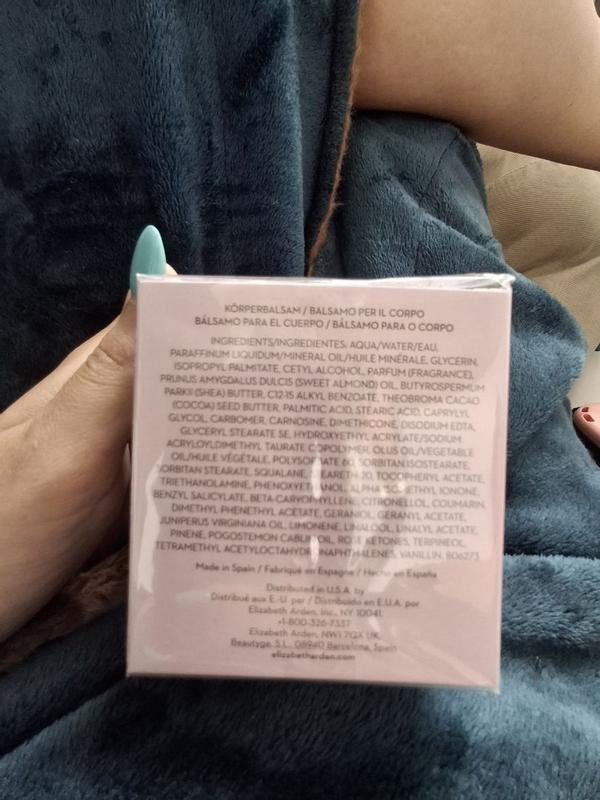 KÖRPERBALSAM / BALSAMO PER IL CORPO
BÁLSAMO PARA EL CUERPO / BÁLSAMO PARA O CORPO
INGREDIENTS/INGREDIENTES: AQUA/WATER/EAU,
PARAFFINUM LIQUIDUM/MINERAL OIL/HUILE MINÉRALE, GLYCERIN,
ISOPROPYL PALMITATE, CETYL ALCOHOL, PARFUM (FRAGRANCE),
PRUNUS AMYGDALUS DULCIS (SWEET ALMOND) OIL, BUTYROSPERMUM
PARKII (SHEA) BUTTER, C12-15 ALKYL BENZOATE, THEOBROMA CACAO
(COCOA) SEED BUTTER, PALMITIC ACID, STEARIC ACID, CAPRYLYL
GLYCOL, CARBOMER, CARNOSINE, DIMETHICONE, DISODIUM EDTA,
GLYCERYL STEARATE SE, HYDROXYETHYL ACRYLATE/SODIUM
ACRYLOYLDIMETHYL TAURATE COPOLYMER, OLUS OIL/VEGETABLE
OIL/HUILE VÉGÉTALE, POLYSORBATE 60, SORBITAN ISOSTEARATE,
SORBITAN STEARATE, SQUALANE, STEARETH-20, TOCOPHERYL ACETATE,
TRIETHANOLAMINE, PHENOXYETHANOL, ALPHA-ISOMETHYL IONONE,
BENZYL SALICYLATE, BETA-CARYOPHYLLENE, CITRONELLOL, COUMARIN,
DIMETHYL PHENETHYL ACETATE, GERANIOL, GERANYL ACETATE,
JUNIPERUS VIRGINIANA OIL, LIMONENE, LINALOOL, LINALYL ACETATE,
PINENE, POGOSTEMON CABLIN OIL, ROSE KETONES, TERPINEOL,
TETRAMETHYL ACETYLOCTAHYDRONAPHTHALENES, VANILLIN. B06273
Made in Spain / Fabriqué en Espagne / Hecho en España
Distributed in U.S.A. by
Distribué aux E.-U. par / Distribuido en E.U.A. por
Elizabeth Arden, Inc., NY 10041.
+1-800-326-7337
Elizabeth Arden, NW1 7QX UK.
Beautyge, S.L., 08940 Barcelona, Spain
elizabetharden.com